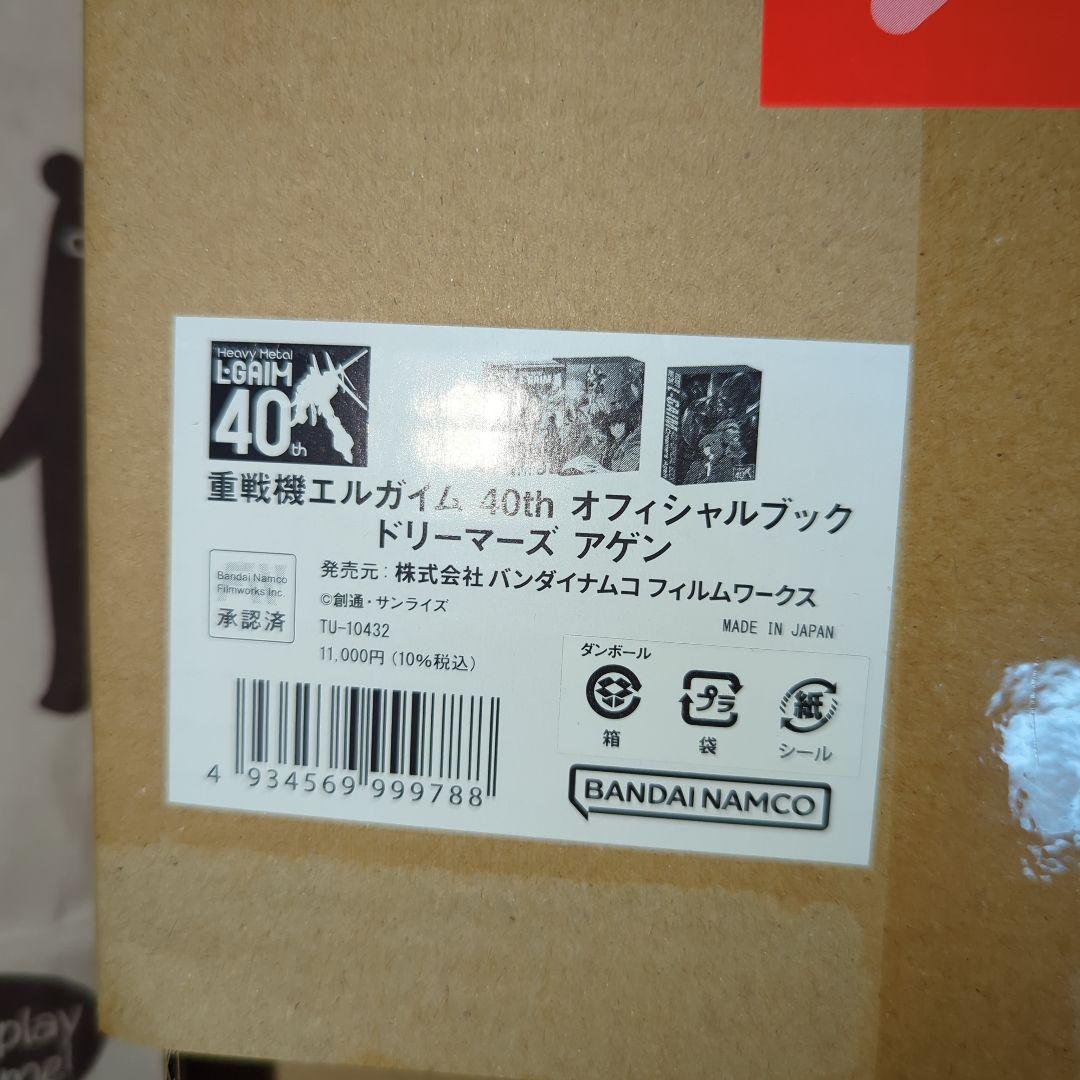 Heavy Metal
L-GAIM
40th
重戦機エルガイム 40th オフィシャルブック
ドリーマーズ アゲン
Bandai Namco
Filmworks Inc.
承認済
発売元：株式会社バンダイナムコフィルムワークス
©創通・サンライズ
TU-10432
MADE IN JAPAN
11,000円（10%税込）
ダンボール
箱
プラ
袋
紙
シール
4 934569 999788
BANDAI NAMCO
play
me!